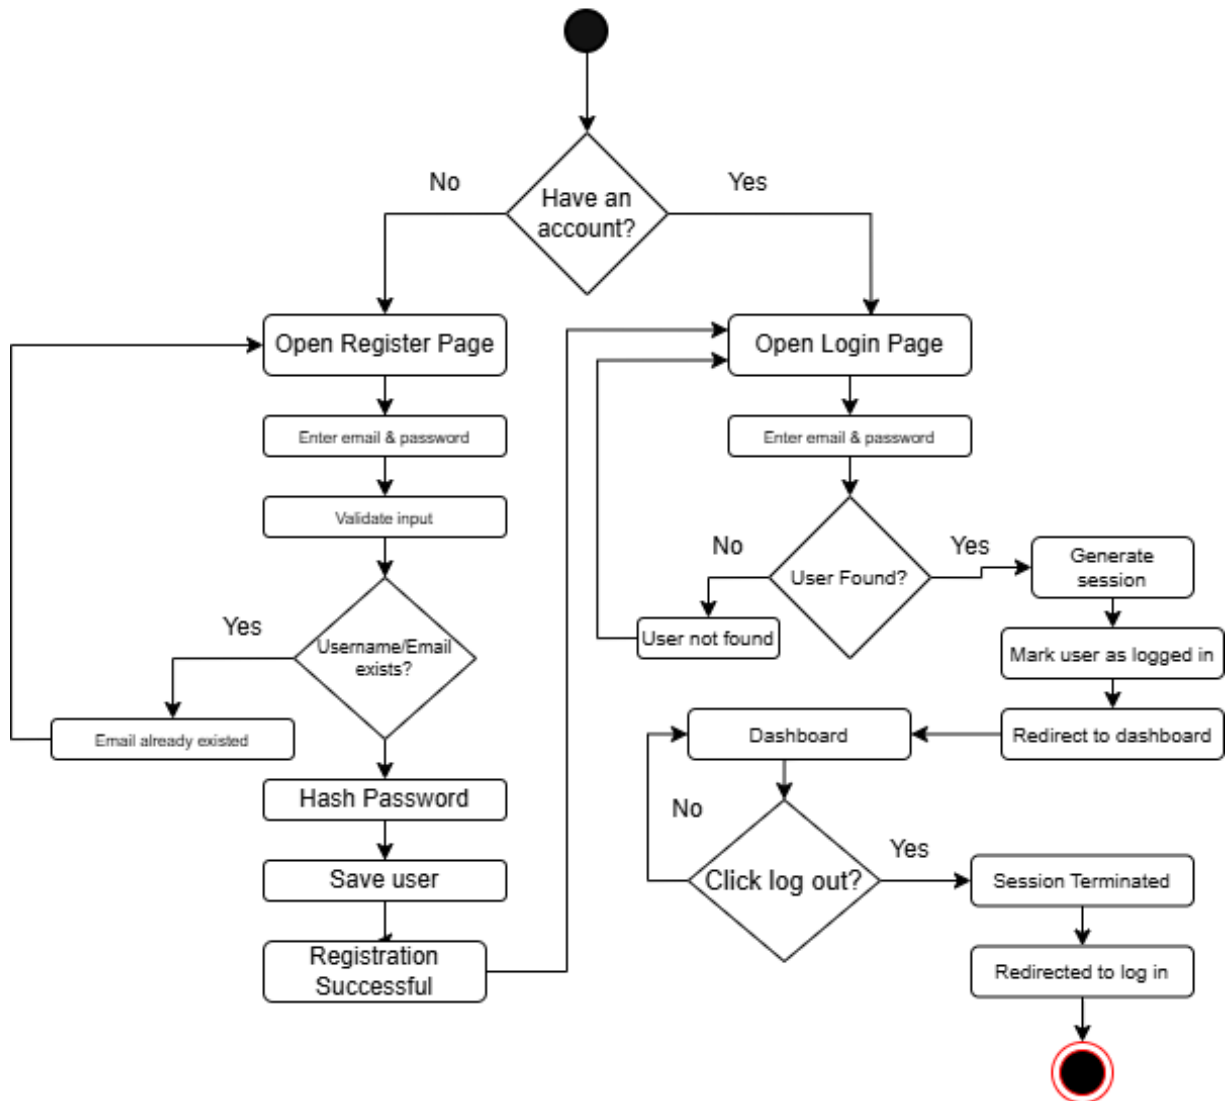 No
Yes
Have an
account?
Open Register Page
Open Login Page
Enter email & password
Enter email & password
Validate input
No
Yes
Generate
session
User Found?
Yes
Username/Email
exists?
User not found
Mark user as logged in
Email already existed
Dashboard
Redirect to dashboard
Hash Password
No
Yes
Save user
Click log out?
Session Terminated
Registration
Successful
Redirected to log in